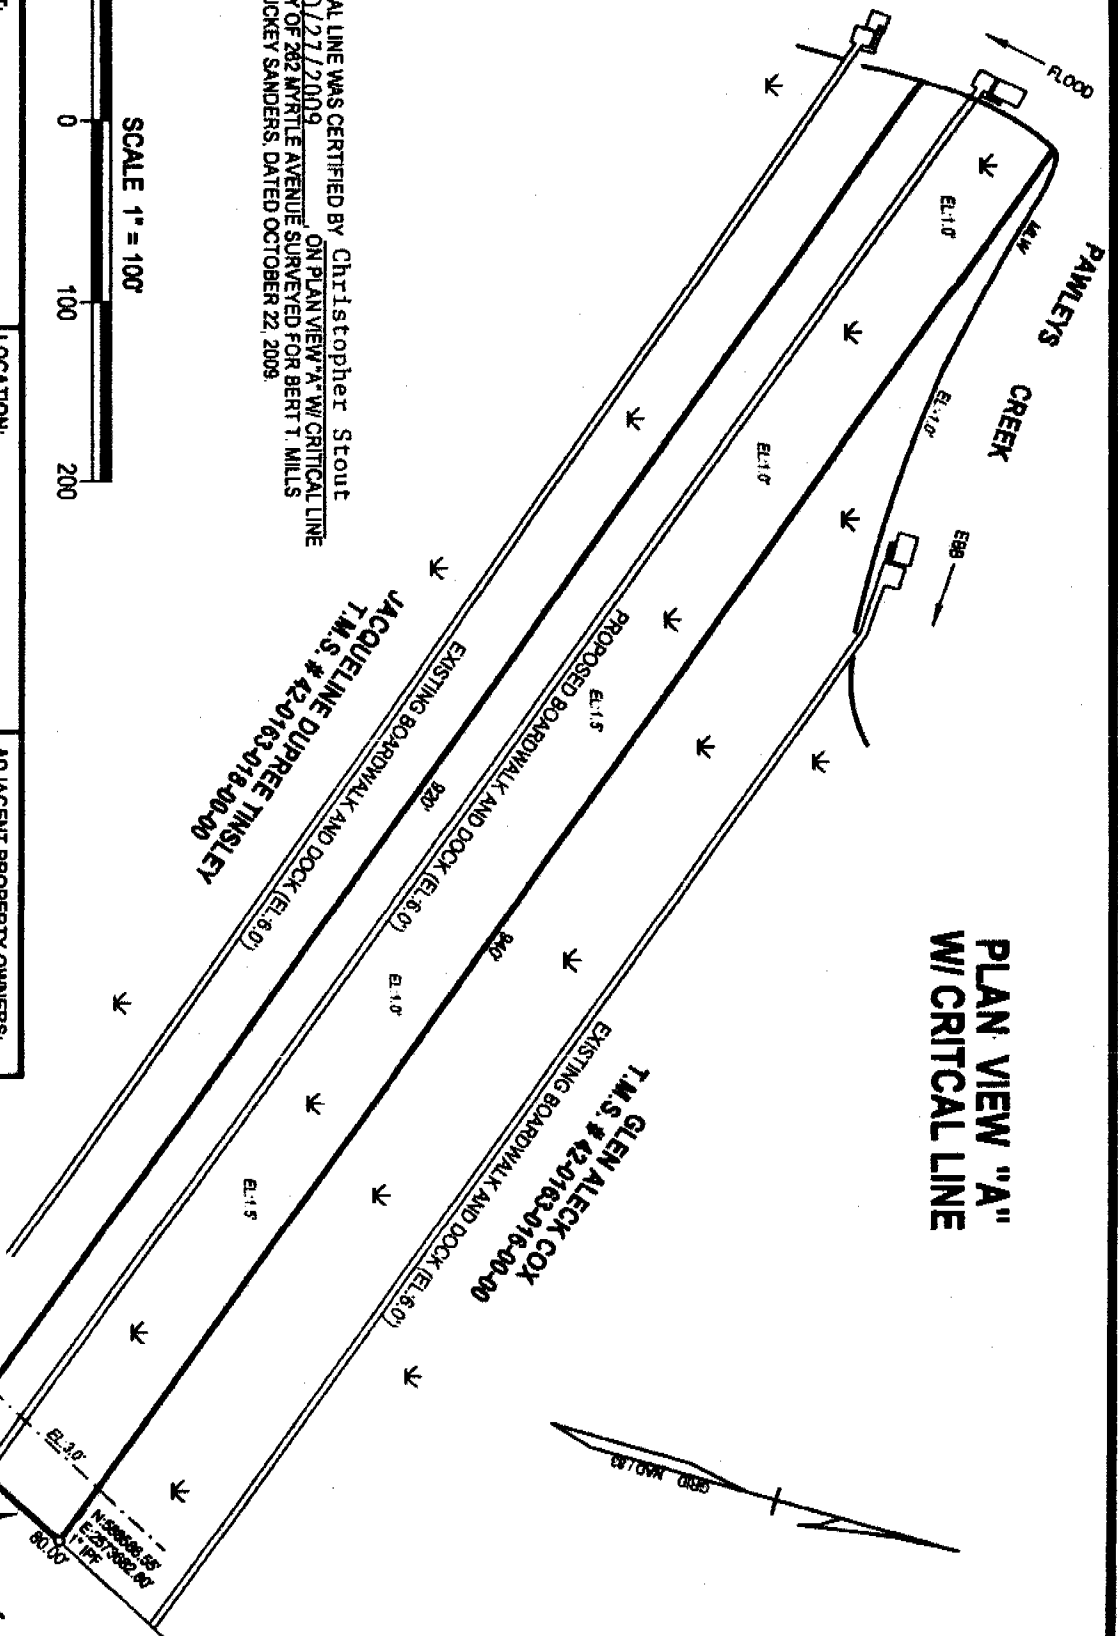 PLAN VIEW "A"
W/ CRITCAL LINE
FLOOD
PAWLEYS CREEK
MLW
EL:-1.0'
EBB
EL:1.0'
EL:1.0'
EL:1.5'
EL:1.0'
EL:1.5'
EL:3.0'
PROPOSED BOARDWALK AND DOCK (EL:6.0')
EXISTING BOARDWALK AND DOCK (EL:6.0')
EXISTING BOARDWALK AND DOCK (EL:6.0')
920'
840'
GLEN ALECK COX
T.M.S. # 42-0163-016-00-00
JACQUELINE DUPREE TINSLEY
T.M.S. # 42-0163-018-00-00
GRID NAD / 83
E:2573682.80'
1" IPF
80.00'
AL LINE WAS CERTIFIED BY Christopher Stout
/27/2009, ON PLAN VIEW "A" W/ CRITICAL LINE
Y OF 282 MYRTLE AVENUE SURVEYED FOR BERT T. MILLS
UCKEY SANDERS, DATED OCTOBER 22, 2009.
SCALE 1" = 100'
0 100 200
LOCATION:
ADJACENT PROPERTY OWNERS: